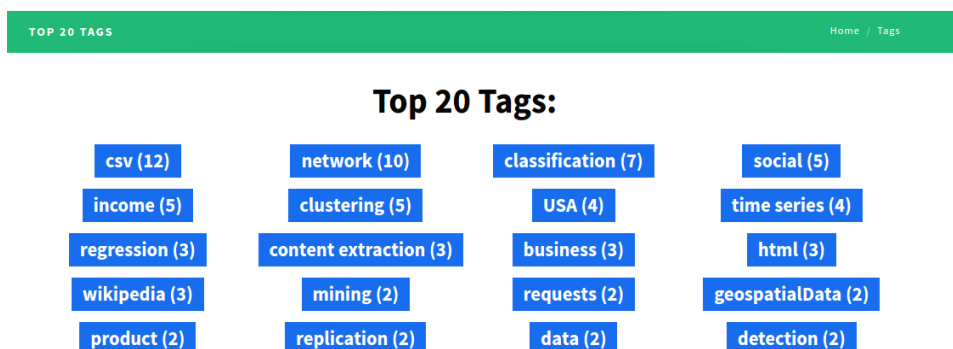 TOP 20 TAGS Home / Tags
Top 20 Tags:
csv (12) network (10) classification (7) social (5)
income (5) clustering (5) USA (4) time series (4)
regression (3) content extraction (3) business (3) html (3)
wikipedia (3) mining (2) requests (2) geospatialData (2)
product (2) replication (2) data (2) detection (2)